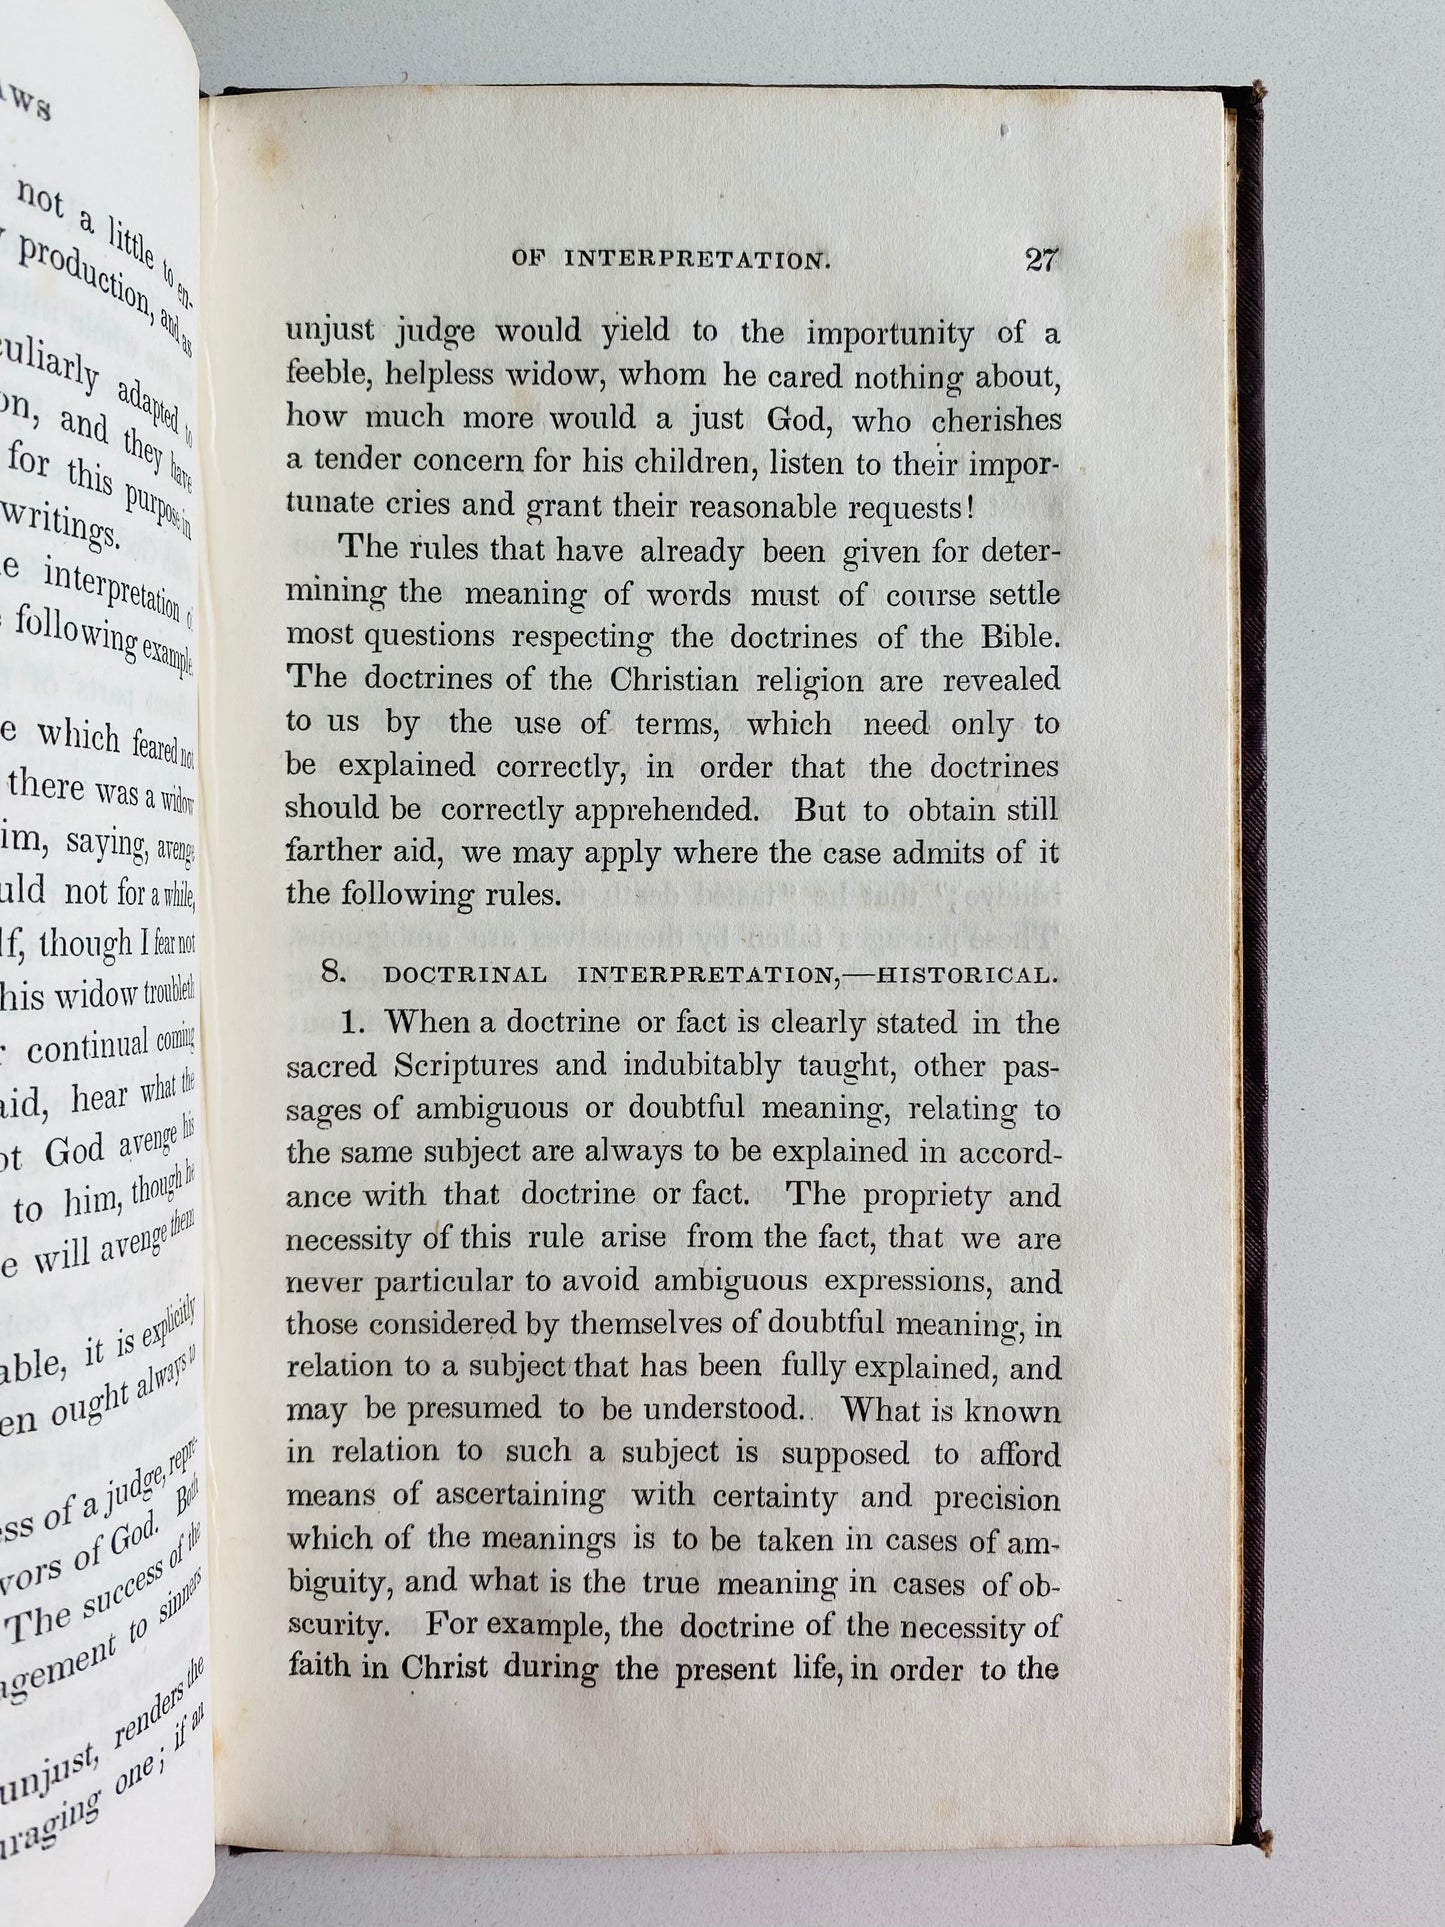 aws
not a little to en-
production, and as
uliarly adapted to
on, and they have
for this purpose in
writings.
e interpretation of
following example.
e which feared not
there was a widow
im, saying, avenge
uld not for a while,
lf, though I fear not
his widow troubleth
r continual coming
aid, hear what the
ot God avenge his
to him, though he
e will avenge them
able, it is explicitly
en ought always to
ess of a judge, repre-
vors of God. Both
The success of the
agement to sinners
unjust, renders the
uraging one; if an
OF INTERPRETATION. 27
unjust judge would yield to the importunity of a
feeble, helpless widow, whom he cared nothing about,
how much more would a just God, who cherishes
a tender concern for his children, listen to their impor-
tunate cries and grant their reasonable requests!
The rules that have already been given for deter-
mining the meaning of words must of course settle
most questions respecting the doctrines of the Bible.
The doctrines of the Christian religion are revealed
to us by the use of terms, which need only to
be explained correctly, in order that the doctrines
should be correctly apprehended. But to obtain still
farther aid, we may apply where the case admits of it
the following rules.
8. DOCTRINAL INTERPRETATION,—HISTORICAL.
1. When a doctrine or fact is clearly stated in the
sacred Scriptures and indubitably taught, other pas-
sages of ambiguous or doubtful meaning, relating to
the same subject are always to be explained in accord-
ance with that doctrine or fact. The propriety and
necessity of this rule arise from the fact, that we are
never particular to avoid ambiguous expressions, and
those considered by themselves of doubtful meaning, in
relation to a subject that has been fully explained, and
may be presumed to be understood. What is known
in relation to such a subject is supposed to afford
means of ascertaining with certainty and precision
which of the meanings is to be taken in cases of am-
biguity, and what is the true meaning in cases of ob-
scurity. For example, the doctrine of the necessity of
faith in Christ during the present life, in order to the